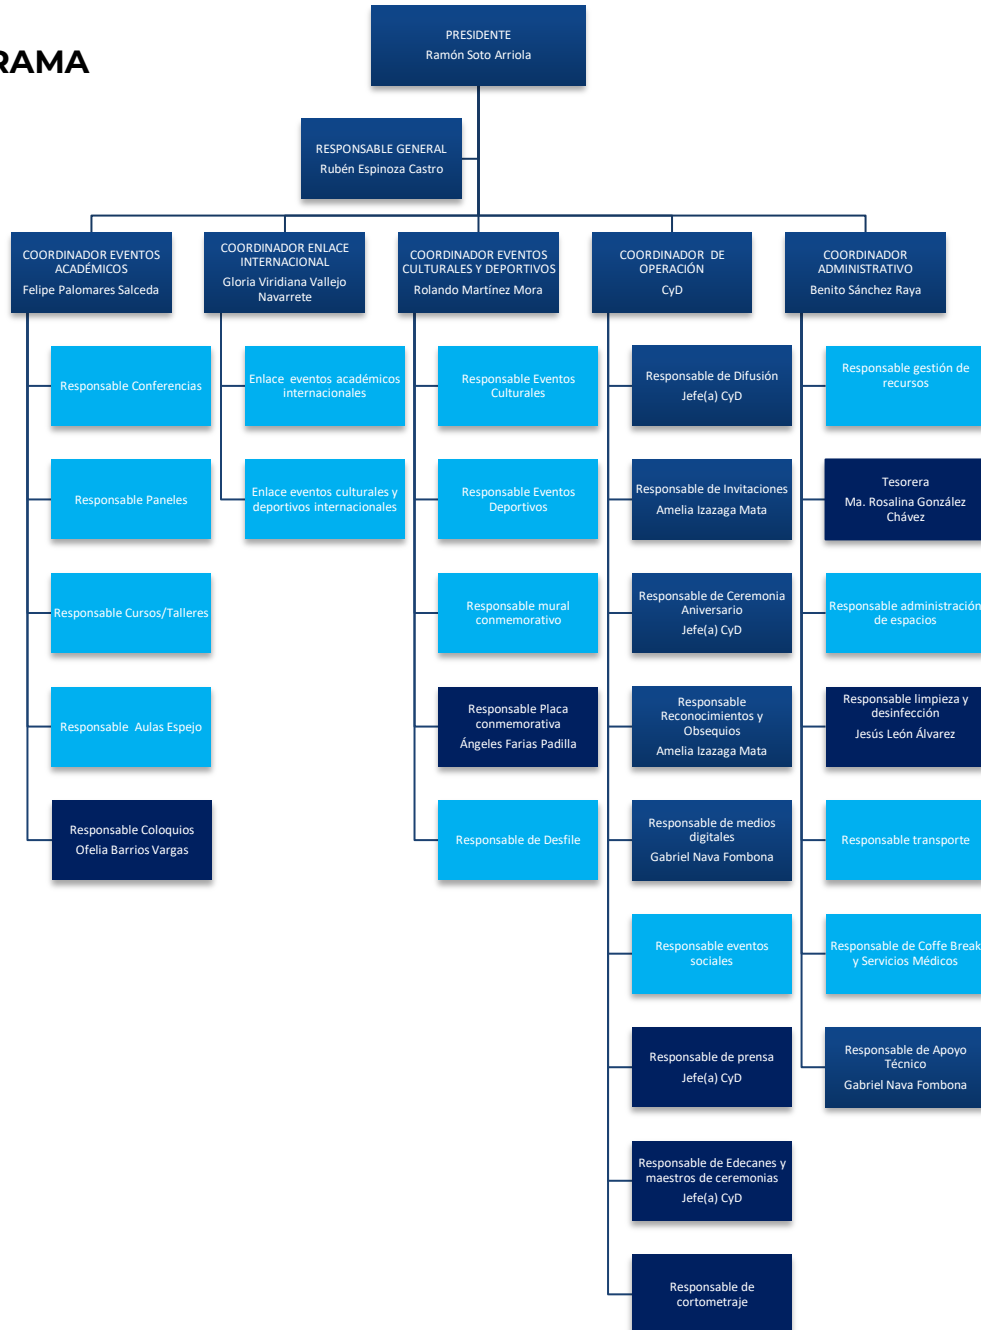 RAMA
PRESIDENTE
Ramón Soto Arriola
RESPONSABLE GENERAL
Rubén Espinoza Castro
COORDINADOR EVENTOS
ACADÉMICOS
Felipe Palomares Salceda
Responsable Conferencias
Responsable Paneles
Responsable Cursos/Talleres
Responsable Aulas Espejo
Responsable Coloquios
Ofelia Barrios Vargas
COORDINADOR ENLACE
INTERNACIONAL
Gloria Viridiana Vallejo
Navarrete
Enlace eventos académicos
internacionales
Enlace eventos culturales y
deportivos internacionales
COORDINADOR EVENTOS
CULTURALES Y DEPORTIVOS
Rolando Martínez Mora
Responsable Eventos
Culturales
Responsable Eventos
Deportivos
Responsable mural
conmemorativo
Responsable Placa
conmemorativa
Ángeles Farias Padilla
Responsable de Desfile
COORDINADOR DE
OPERACIÓN
CyD
Responsable de Difusión
Jefe(a) CyD
Responsable de Invitaciones
Amelia Izazaga Mata
Responsable de Ceremonia
Aniversario
Jefe(a) CyD
Responsable
Reconocimientos y
Obsequios
Amelia Izazaga Mata
Responsable de medios
digitales
Gabriel Nava Fombona
Responsable eventos
sociales
Responsable de prensa
Jefe(a) CyD
Responsable de Edecanes y
maestros de ceremonias
Jefe(a) CyD
Responsable de
cortometraje
COORDINADOR
ADMINISTRATIVO
Benito Sánchez Raya
Responsable gestión de
recursos
Tesorera
Ma. Rosalina González
Chávez
Responsable administración
de espacios
Responsable limpieza y
desinfección
Jesús León Álvarez
Responsable transporte
Responsable de Coffe Break
y Servicios Médicos
Responsable de Apoyo
Técnico
Gabriel Nava Fombona